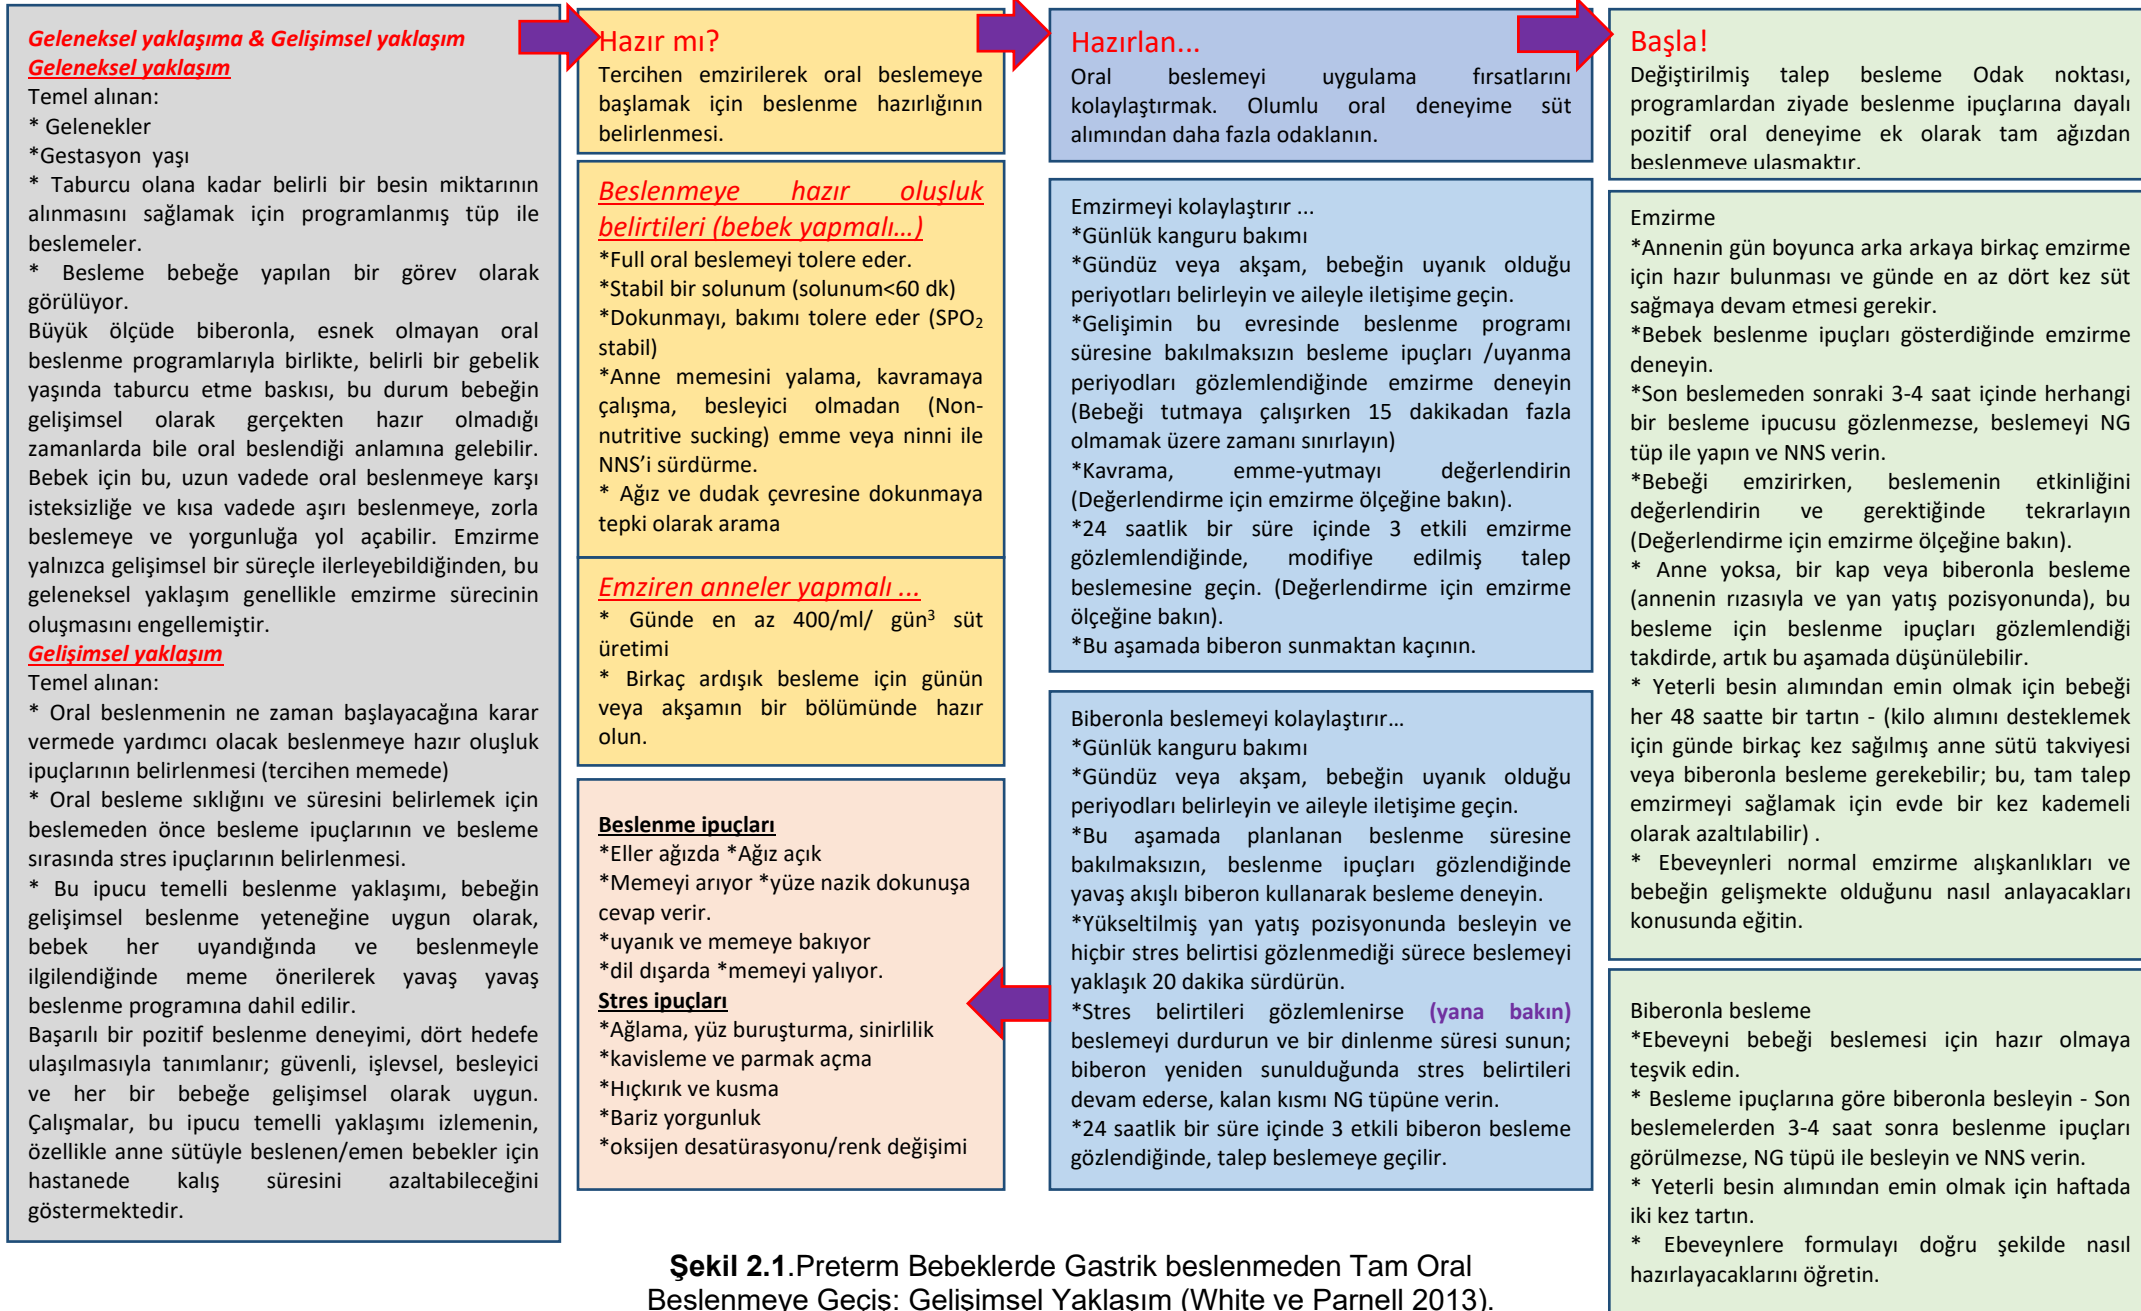 Geleneksel yaklaşıma & Gelişimsel yaklaşım
Geleneksel yaklaşım
Temel alınan:
* Gelenekler
*Gestasyon yaşı
* Taburcu olana kadar belirli bir besin miktarının
alınmasını sağlamak için programlanmış tüp ile
beslemeler.
* Besleme bebeğe yapılan bir görev olarak
görülüyor.
Büyük ölçüde biberonla, esnek olmayan oral
beslenme programlarıyla birlikte, belirli bir gebelik
yaşında taburcu etme baskısı, bu durum bebeğin
gelişimsel olarak gerçekten hazır olmadığı
zamanlarda bile oral beslendiği anlamına gelebilir.
Bebek için bu, uzun vadede oral beslenmeye karşı
isteksizliğe ve kısa vadede aşırı beslenmeye, zorla
beslemeye ve yorgunluğa yol açabilir. Emzirme
yalnızca gelişimsel bir süreçle ilerleyebildiğinden, bu
geleneksel yaklaşım genellikle emzirme sürecinin
oluşmasını engellemiştir.
Gelişimsel yaklaşım
Temel alınan:
* Oral beslenmenin ne zaman başlayacağına karar
vermede yardımcı olacak beslenmeye hazır oluşluk
ipuçlarının belirlenmesi (tercihen memede)
* Oral besleme sıklığını ve süresini belirlemek için
beslemeden önce besleme ipuçlarının ve besleme
sırasında stres ipuçlarının belirlenmesi.
* Bu ipucu temelli beslenme yaklaşımı, bebeğin
gelişimsel beslenme yeteneğine uygun olarak,
bebek her uyandığında ve beslenmeyle
ilgilendiğinde meme önerilerek yavaş yavaş
beslenme programına dahil edilir.
Başarılı bir pozitif beslenme deneyimi, dört hedefe
ulaşılmasıyla tanımlanır; güvenli, işlevsel, besleyici
ve her bir bebeğe gelişimsel olarak uygun.
Çalışmalar, bu ipucu temelli yaklaşımı izlemenin,
özellikle anne sütüyle beslenen/emen bebekler için
hastanede kalış süresini azaltabileceğini
göstermektedir.
Hazır mı?
Tercihen emzirilerek oral beslemeye
başlamak için beslenme hazırlığının
belirlenmesi.
Beslenmeye hazır oluşluk
belirtileri (bebek yapmalı…)
*Full oral beslemeyi tolere eder.
*Stabil bir solunum (solunum<60 dk)
*Dokunmayı, bakımı tolere eder (SPO₂
stabil)
*Anne memesini yalama, kavramaya
çalışma, besleyici olmadan (Non-
nutritive sucking) emme veya ninni ile
NNS’i sürdürme.
* Ağız ve dudak çevresine dokunmaya
tepki olarak arama
Emziren anneler yapmalı ...
* Günde en az 400/ml/ gün³ süt
üretimi
* Birkaç ardışık besleme için günün
veya akşamın bir bölümünde hazır
olun.
Beslenme ipuçları
*Eller ağızda *Ağız açık
*Memeyi arıyor *yüze nazik dokunuşa
cevap verir.
*uyanık ve memeye bakıyor
*dil dışarda *memeyi yalıyor.
Stres ipuçları
*Ağlama, yüz buruşturma, sinirlilik
*kavisleme ve parmak açma
*Hıçkırık ve kusma
*Bariz yorgunluk
*oksijen desatürasyonu/renk değişimi
Hazırlan...
Oral beslemeyi uygulama fırsatlarını
kolaylaştırmak. Olumlu oral deneyime süt
alımından daha fazla odaklanın.
Emzirmeyi kolaylaştırır ...
*Günlük kanguru bakımı
*Gündüz veya akşam, bebeğin uyanık olduğu
periyotları belirleyin ve aileyle iletişime geçin.
*Gelişimin bu evresinde beslenme programı
süresine bakılmaksızın besleme ipuçları /uyanma
periyodları gözlemlendiğinde emzirme deneyin
(Bebeği tutmaya çalışırken 15 dakikadan fazla
olmamak üzere zamanı sınırlayın)
*Kavrama, emme-yutmayı değerlendirin
(Değerlendirme için emzirme ölçeğine bakın).
*24 saatlik bir süre içinde 3 etkili emzirme
gözlemlendiğinde, modifiye edilmiş talep
beslemesine geçin. (Değerlendirme için emzirme
ölçeğine bakın).
*Bu aşamada biberon sunmaktan kaçının.
Biberonla beslemeyi kolaylaştırır…
*Günlük kanguru bakımı
*Gündüz veya akşam, bebeğin uyanık olduğu
periyodları belirleyin ve aileyle iletişime geçin.
*Bu aşamada planlanan beslenme süresine
bakılmaksızın, beslenme ipuçları gözlendiğinde
yavaş akışlı biberon kullanarak besleme deneyin.
*Yükseltilmiş yan yatış pozisyonunda besleyin ve
hiçbir stres belirtisi gözlenmediği sürece beslemeyi
yaklaşık 20 dakika sürdürün.
*Stres belirtileri gözlemlenirse (yana bakın)
beslemeyi durdurun ve bir dinlenme süresi sunun;
biberon yeniden sunulduğunda stres belirtileri
devam ederse, kalan kısmı NG tüpüne verin.
*24 saatlik bir süre içinde 3 etkili biberon besleme
gözlendiğinde, talep beslemeye geçilir.
Başla!
Değiştirilmiş talep besleme Odak noktası,
programlardan ziyade beslenme ipuçlarına dayalı
pozitif oral deneyime ek olarak tam ağızdan
beslenmeye ulaşmaktır.
Emzirme
*Annenin gün boyunca arka arkaya birkaç emzirme
için hazır bulunması ve günde en az dört kez süt
sağmaya devam etmesi gerekir.
*Bebek beslenme ipuçları gösterdiğinde emzirme
deneyin.
*Son beslemeden sonraki 3-4 saat içinde herhangi
bir besleme ipucusu gözlenmezse, beslemeyi NG
tüp ile yapın ve NNS verin.
*Bebeği emzirirken, beslemenin etkinliğini
değerlendirin ve gerektiğinde tekrarlayın
(Değerlendirme için emzirme ölçeğine bakın).
* Anne yoksa, bir kap veya biberonla besleme
(annenin rızasıyla ve yan yatış pozisyonunda), bu
besleme için beslenme ipuçları gözlemlendiği
takdirde, artık bu aşamada düşünülebilir.
* Yeterli besin alımından emin olmak için bebeği
her 48 saatte bir tartın - (kilo alımını desteklemek
için günde birkaç kez sağılmış anne sütü takviyesi
veya biberonla besleme gerekebilir; bu, tam talep
emzirmeyi sağlamak için evde bir kez kademeli
olarak azaltılabilir) .
* Ebeveynleri normal emzirme alışkanlıkları ve
bebeğin gelişmekte olduğunu nasıl anlayacakları
konusunda eğitin.
Biberonla besleme
*Ebeveyni bebeği beslemesi için hazır olmaya
teşvik edin.
* Besleme ipuçlarına göre biberonla besleyin - Son
beslemelerden 3-4 saat sonra beslenme ipuçları
görülmezse, NG tüpü ile besleyin ve NNS verin.
* Yeterli besin alımından emin olmak için haftada
iki kez tartın.
* Ebeveynlere formulayı doğru şekilde nasıl
hazırlayacaklarını öğretin.
Şekil 2.1.Preterm Bebeklerde Gastrik beslenmeden Tam Oral
Beslenmeye Geçiş: Gelişimsel Yaklaşım (White ve Parnell 2013).